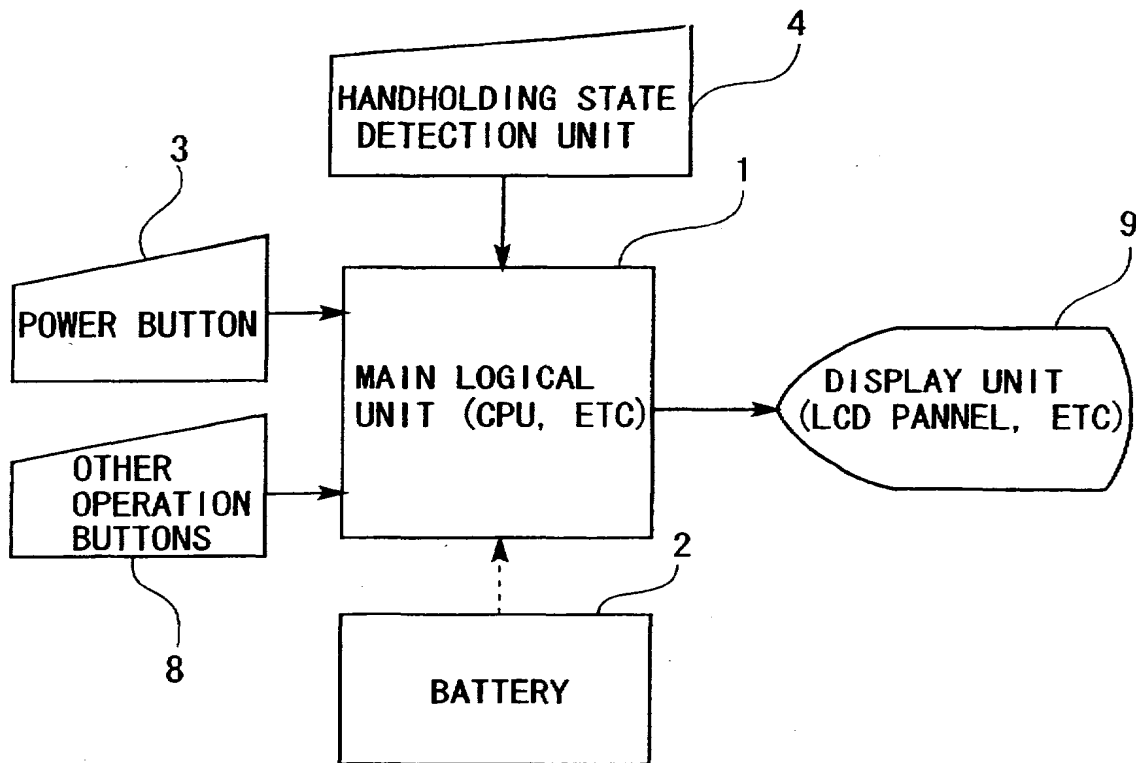 4
HANDHOLDING STATE
DETECTION UNIT
3
1
9
POWER BUTTON
MAIN LOGICAL
UNIT (CPU, ETC)
DISPLAY UNIT
(LCD PANNEL, ETC)
OTHER
OPERATION
BUTTONS
8
2
BATTERY